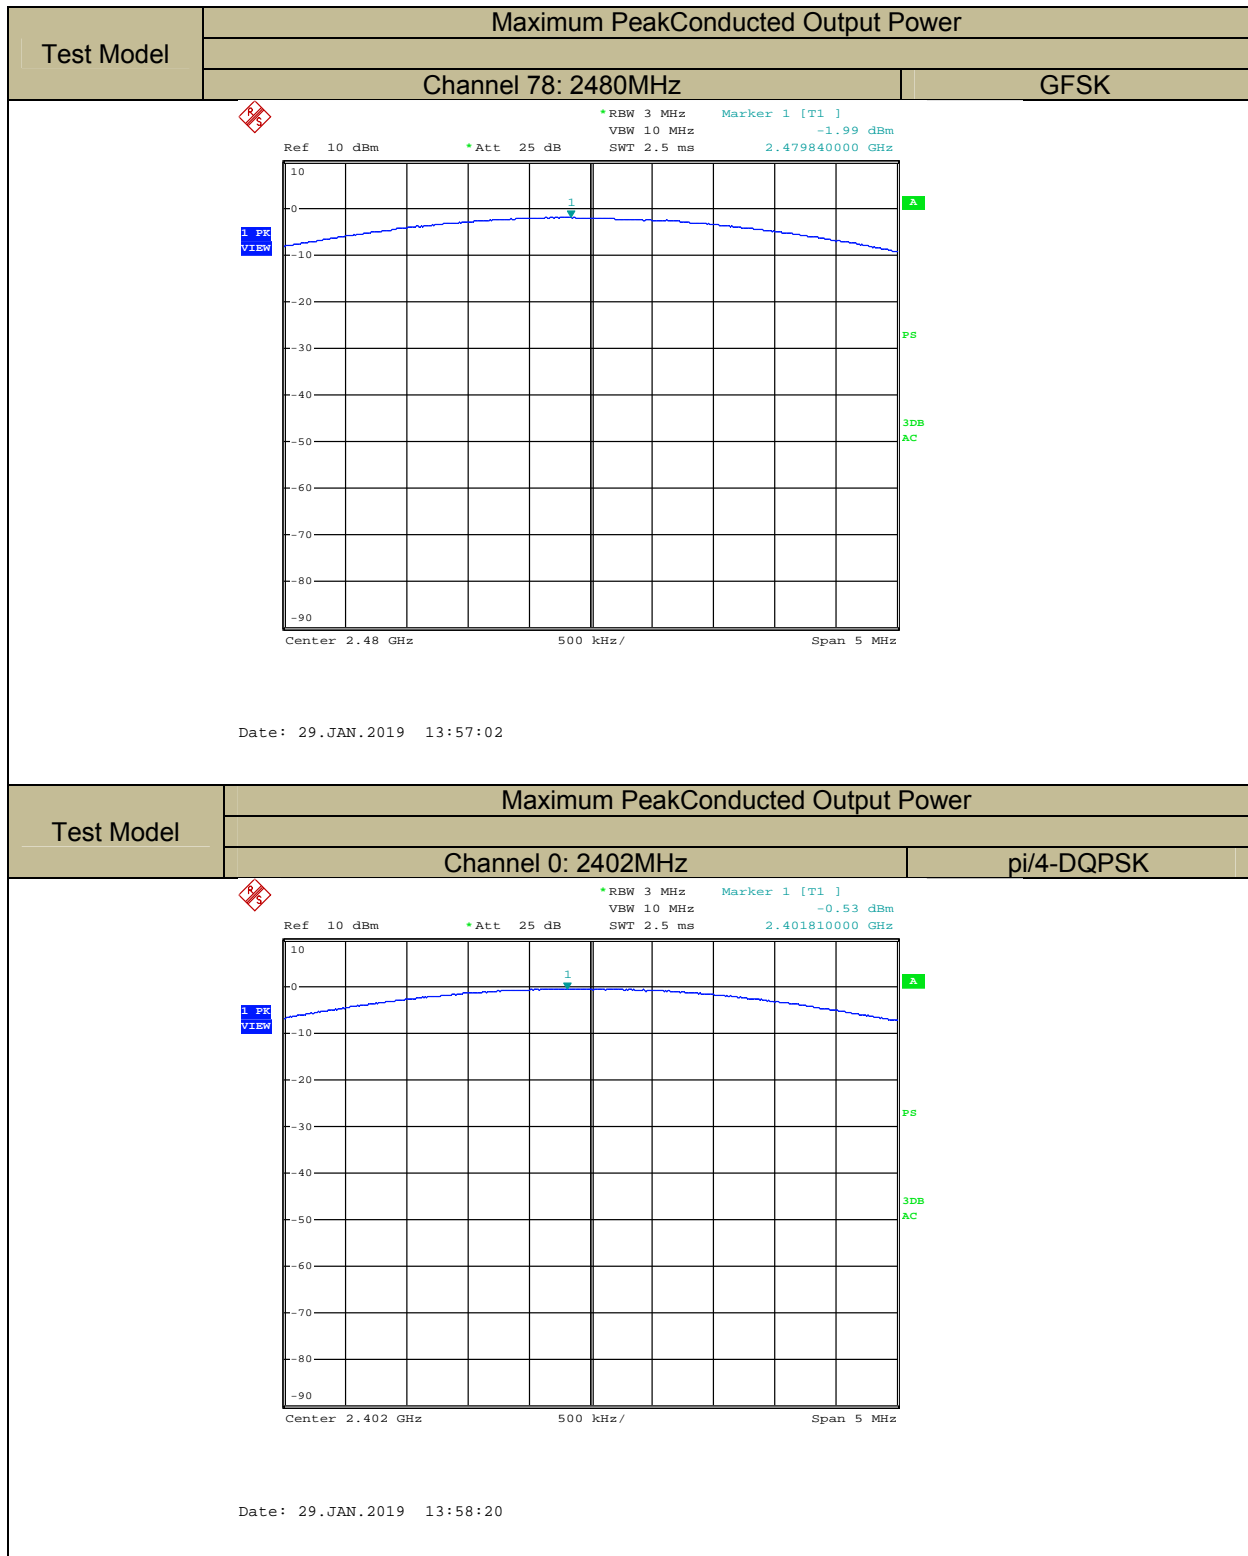 Test Model
Maximum PeakConducted Output Power
Channel 78: 2480MHz GFSK
R S
*RBW 3 MHz Marker 1 [T1 ]
VBW 10 MHz -1.99 dBm
Ref 10 dBm *Att 25 dB SWT 2.5 ms 2.479840000 GHz
10
1
A
0
1 PK
VIEW
-10
-20
PS
-30
-40
3DB
AC
-50
-60
-70
-80
-90
Center 2.48 GHz 500 kHz/ Span 5 MHz
Date: 29.JAN.2019 13:57:02
Test Model
Maximum PeakConducted Output Power
Channel 0: 2402MHz pi/4-DQPSK
R S
*RBW 3 MHz Marker 1 [T1 ]
VBW 10 MHz -0.53 dBm
Ref 10 dBm *Att 25 dB SWT 2.5 ms 2.401810000 GHz
10
1
A
0
1 PK
VIEW
-10
-20
PS
-30
-40
3DB
AC
-50
-60
-70
-80
-90
Center 2.402 GHz 500 kHz/ Span 5 MHz
Date: 29.JAN.2019 13:58:20